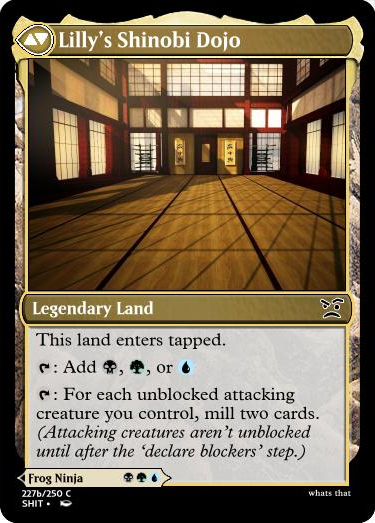 Lilly's Shinobi Dojo
Legendary Land
This land enters tapped.
: Add , , or
: For each unblocked attacking
creature you control, mill two cards.
(Attacking creatures aren't unblocked
until after the 'declare blockers' step.)
Frog Ninja
227b/250 C
SHIT •
whats that